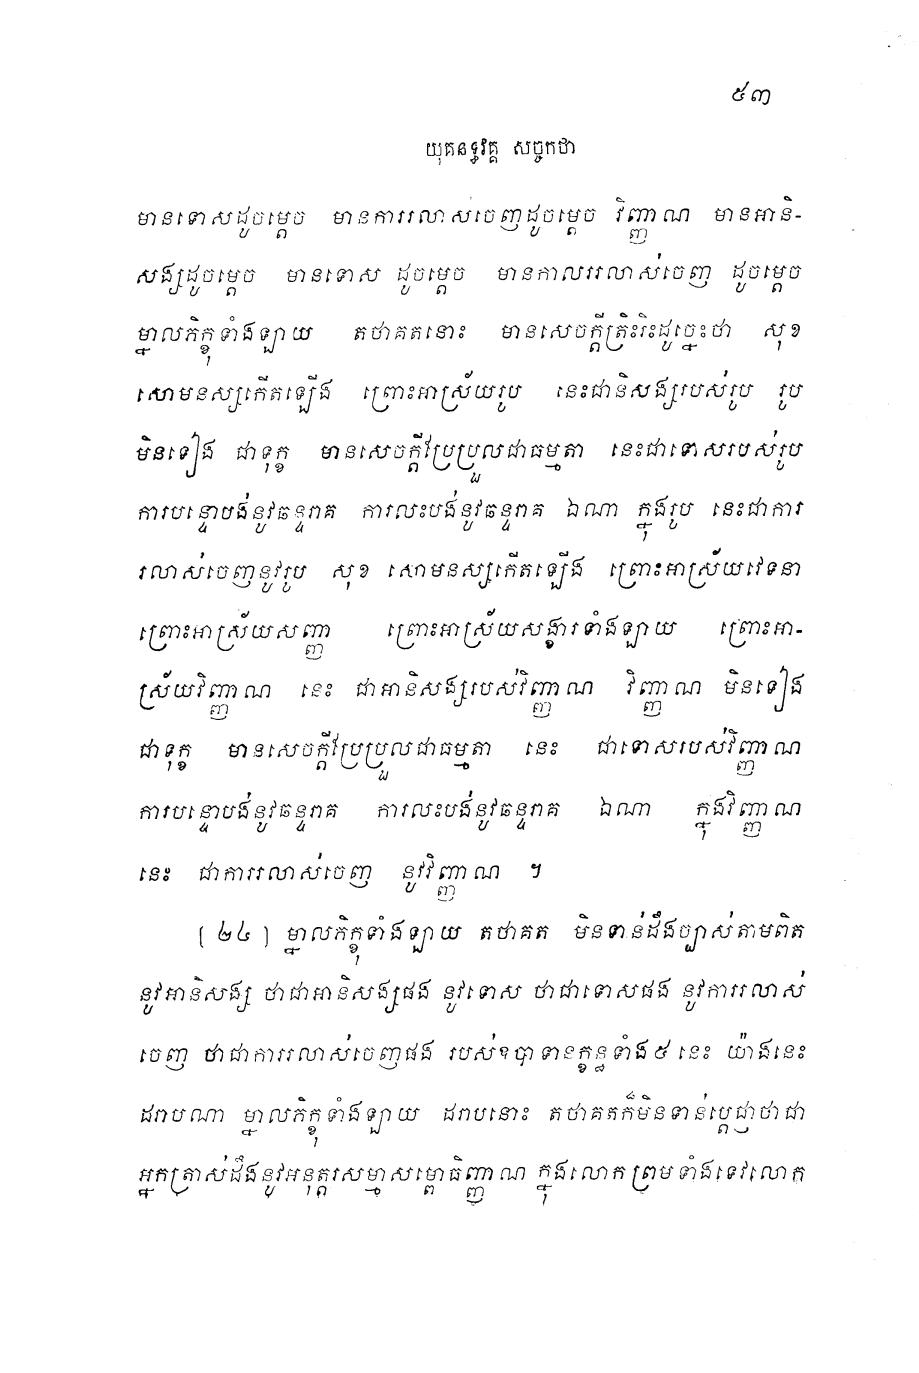 ៥៣
យុគនទ្ធវគ្គ សច្ចកថា
មានទោសដូចម្តេច មានការរលាស់ចេញដូចម្តេច វិញ្ញាណ មានអានិ-
សង្សដូចម្តេច មានទោស ដូចម្តេច មានកាលរលាស់ចេញ ដូចម្តេច
ម្នាលភិក្ខុទាំងឡាយ តថាគតនោះ មានសេចក្តីត្រិះរិះដូច្នេះថា សុខ
សោមនស្សកើតឡើង ព្រោះអាស្រ័យរូប នេះជានិសង្សរបស់រូប រូប
មិនទៀង ជាទុក្ខ មានសេចក្តីប្រែប្រួលជាធម្មតា នេះជាទោសរបស់រូប
ការបន្ទោបង់នូវឆន្ទរាគ ការលះបង់នូវឆន្ទរាគ ឯណា ក្នុងរូប នេះជាការ
រលាស់ចេញនូវរូប សុខ សោមនស្សកើតឡើង ព្រោះអាស្រ័យវេទនា
ព្រោះអាស្រ័យសញ្ញា ព្រោះអាស្រ័យសង្ខារទាំងឡាយ ព្រោះអា-
ស្រ័យវិញ្ញាណ នេះ ជាអានិសង្សរបស់វិញ្ញាណ វិញ្ញាណ មិនទៀង
ជាទុក្ខ មានសេចក្តីប្រែប្រួលជាធម្មតា នេះ ជាទោសរបស់វិញ្ញាណ
ការបន្ទោបង់នូវឆន្ទរាគ ការលះបង់នូវឆន្ទរាគ ឯណា ក្នុងវិញ្ញាណ
នេះ ជាការរលាស់ចេញ នូវវិញ្ញាណ ។
( ២៤ ) ម្នាលភិក្ខុទាំងឡាយ តថាគត មិនទាន់ដឹងច្បាស់តាមពិត
នូវអានិសង្ស ថាជាអានិសង្សផង នូវទោស ថាជាទោសផង នូវការរលាស់
ចេញ ថាជាការរលាស់ចេញផង របស់ឧបាទានក្ខន្ធទាំង៥ នេះ យ៉ាងនេះ
ដរាបណា ម្នាលភិក្ខុទាំងឡាយ ដរាបនោះ តថាគតក៏មិនទាន់ប្តេជ្ញាថាជា
អ្នកត្រាស់ដឹងនូវអនុត្តរសម្មាសម្ពោធិញ្ញាណ ក្នុងលោកព្រមទាំងទេវលោក